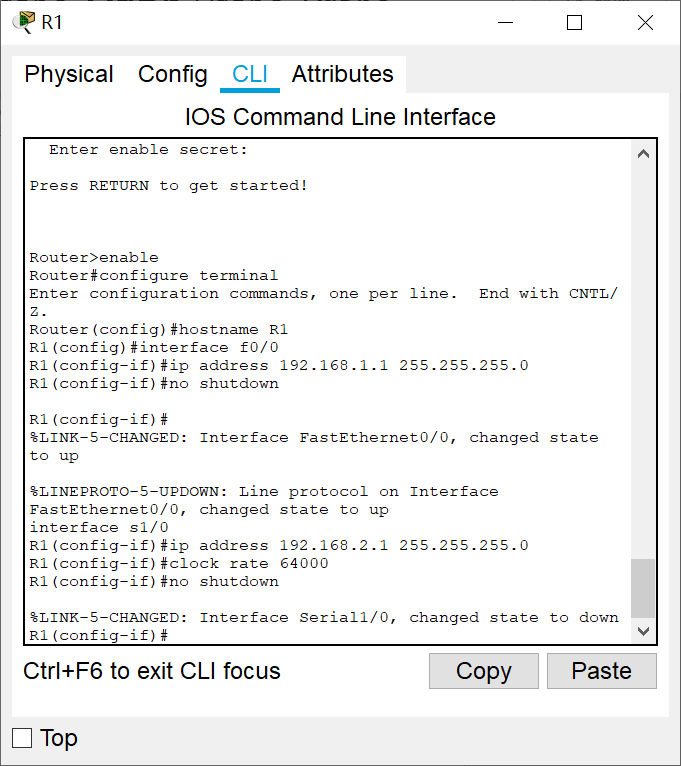 R1
Physical Config CLI Attributes
IOS Command Line Interface
Enter enable secret:
Press RETURN to get started!
Router>enable
Router#configure terminal
Enter configuration commands, one per line.  End with CNTL/
Z.
Router(config)#hostname R1
R1(config)#interface f0/0
R1(config-if)#ip address 192.168.1.1 255.255.255.0
R1(config-if)#no shutdown
R1(config-if)#
%LINK-5-CHANGED: Interface FastEthernet0/0, changed state
to up
%LINEPROTO-5-UPDOWN: Line protocol on Interface
FastEthernet0/0, changed state to up
interface s1/0
R1(config-if)#ip address 192.168.2.1 255.255.255.0
R1(config-if)#clock rate 64000
R1(config-if)#no shutdown
%LINK-5-CHANGED: Interface Serial1/0, changed state to down
R1(config-if)#
Ctrl+F6 to exit CLI focus Copy Paste
Top